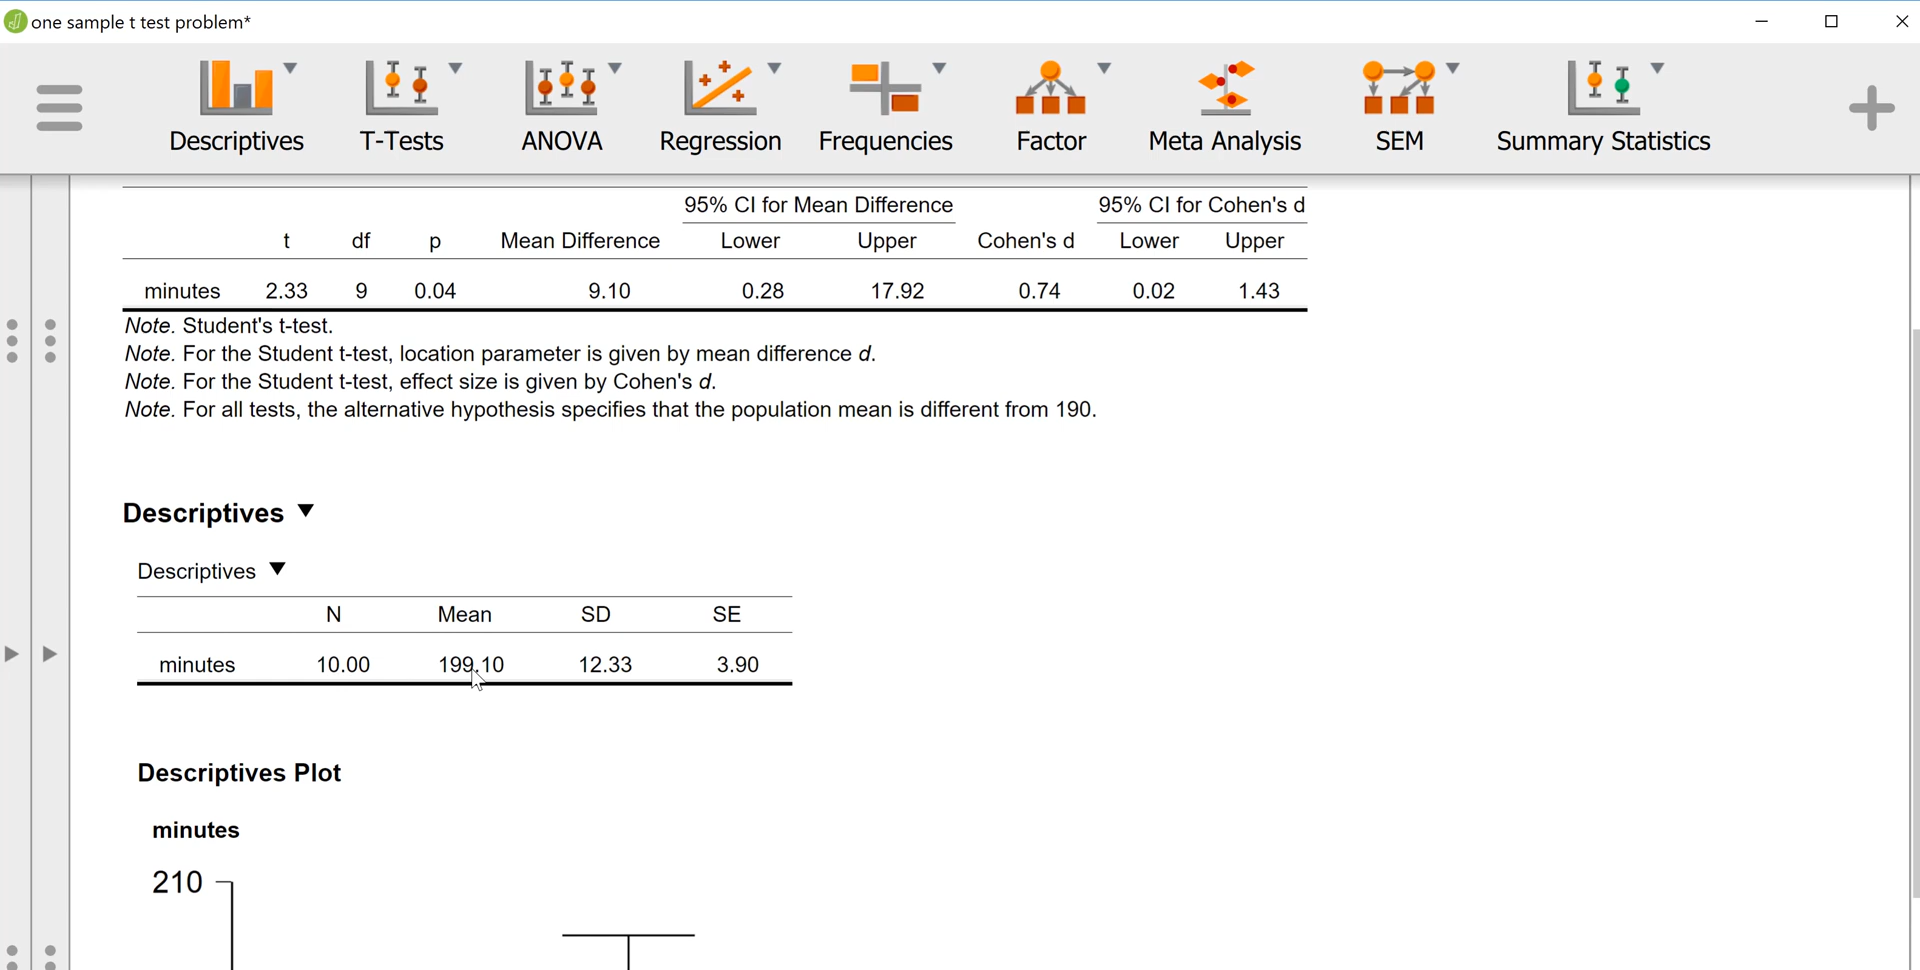 one sample t test problem*
Descriptives T-Tests ANOVA Regression Frequencies Factor Meta Analysis SEM Summary Statistics
95% CI for Mean Difference 95% CI for Cohen's d
t df p Mean Difference Lower Upper Cohen's d Lower Upper
minutes 2.33 9 0.04 9.10 0.28 17.92 0.74 0.02 1.43
Note. Student's t-test.
Note. For the Student t-test, location parameter is given by mean difference d.
Note. For the Student t-test, effect size is given by Cohen's d.
Note. For all tests, the alternative hypothesis specifies that the population mean is different from 190.
Descriptives
Descriptives
N Mean SD SE
minutes 10.00 199.10 12.33 3.90
Descriptives Plot
minutes
210